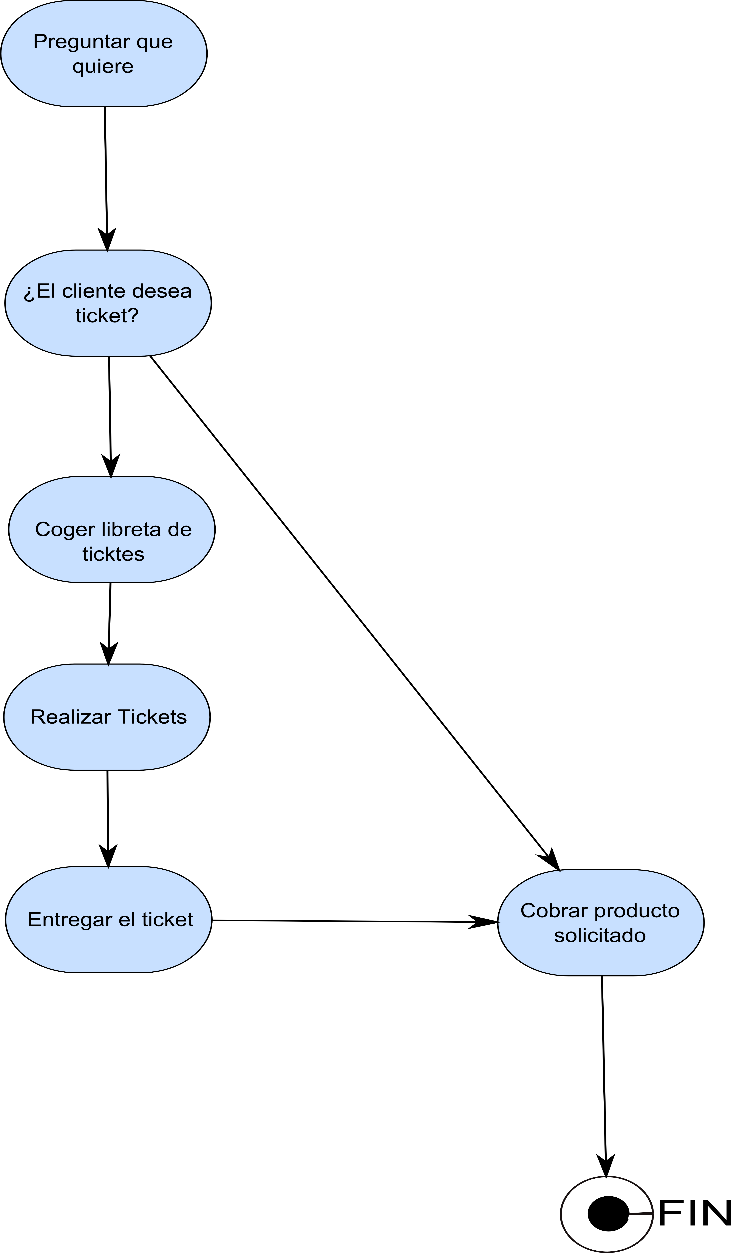 Preguntar que
quiere
¿El cliente desea
ticket?
Coger libreta de
ticktes
Realizar Tickets
Entregar el ticket
Cobrar producto
solicitado
FIN